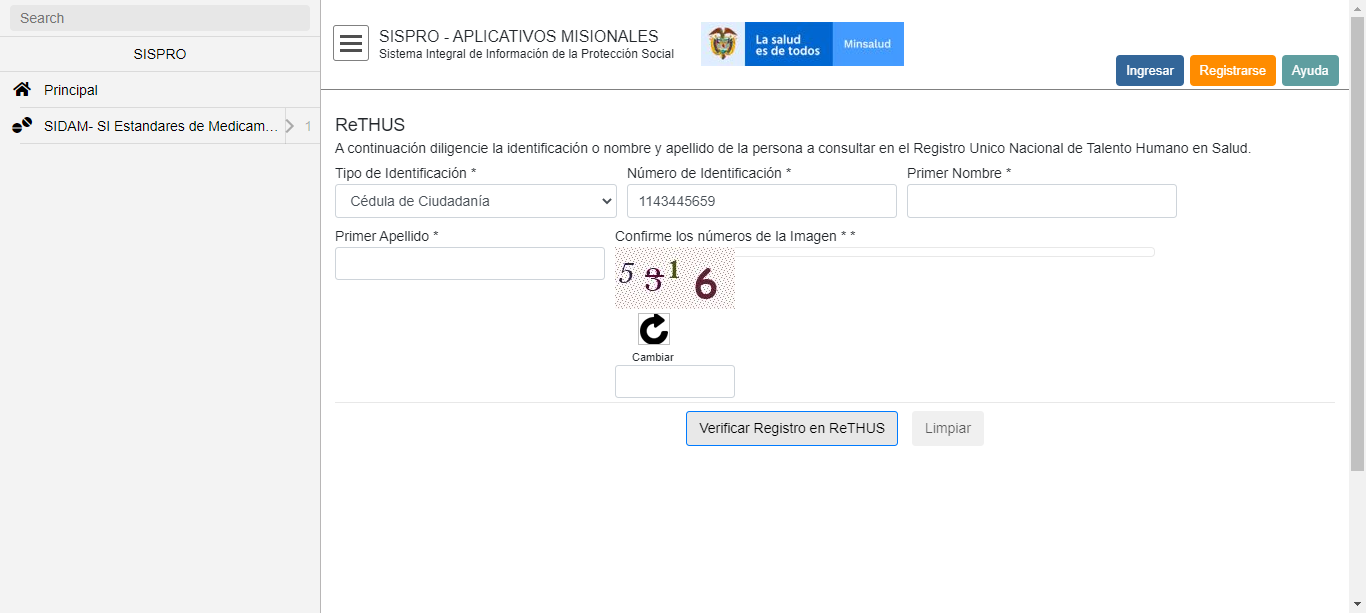 Search
SISPRO
Principal
SIDAM- SI Estandares de Medicam...
1
SISPRO - APLICATIVOS MISIONALES
Sistema Integral de Información de la Protección Social
La salud
es de todos
Minsalud
Ingresar
Registrarse
Ayuda
ReTHUS
A continuación diligencie la identificación o nombre y apellido de la persona a consultar en el Registro Unico Nacional de Talento Humano en Salud.
Tipo de Identificación *
Número de Identificación *
Primer Nombre *
Cédula de Ciudadanía
1143445659
Primer Apellido *
Confirme los números de la Imagen * *
5316
Cambiar
Verificar Registro en ReTHUS
Limpiar